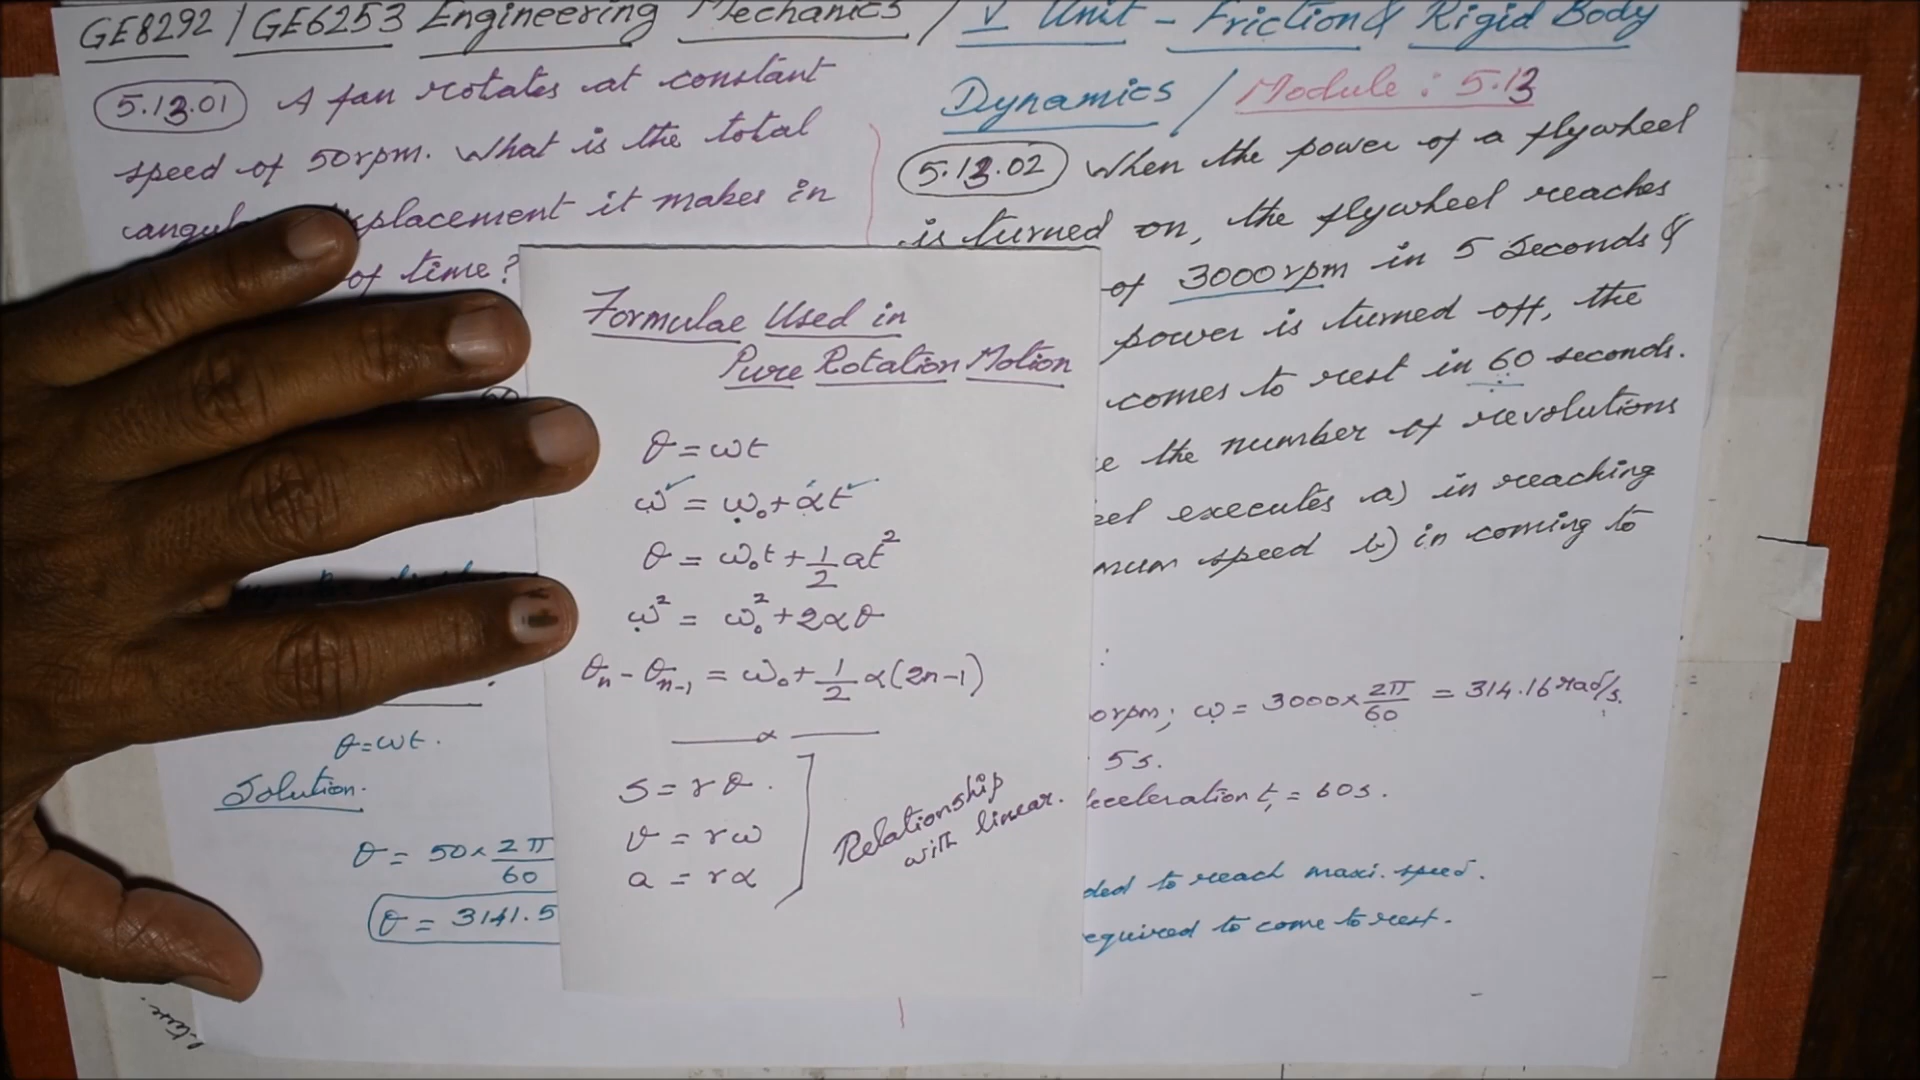 GE8292 / GE6253 Engineering Mechanics / V Unit - Friction & Rigid Body
Dynamics / Module : 5.13
5.13.01 A fan rotates at constant
speed of 50rpm. What is the total
placement it makes in
of time?
θ = ωt.
Solution.
θ = 50 × 2π/60
θ = 3141.5
Formulae Used in
Pure Rotation Motion
θ = ωt
ω = ω₀ + αt
θ = ω₀t + 1/2 at²
ω² = ω₀² + 2αθ
θₙ - θₙ₋₁ = ω₀ + 1/2 α(2n-1)
s = rθ.
v = rω
a = rα
Relationship
with linear.
5.13.02 When the power of a flywheel
is turned on, the flywheel reaches
of 3000rpm in 5 seconds &
power is turned off, the
comes to rest in 60 seconds.
the number of revolutions
executes a) in reaching
speed b) in coming to
rpm; ω = 3000 × 2π/60 = 314.16 rad/s.
5s.
deceleration t, = 60s.
to reach maxi. speed.
required to come to rest.